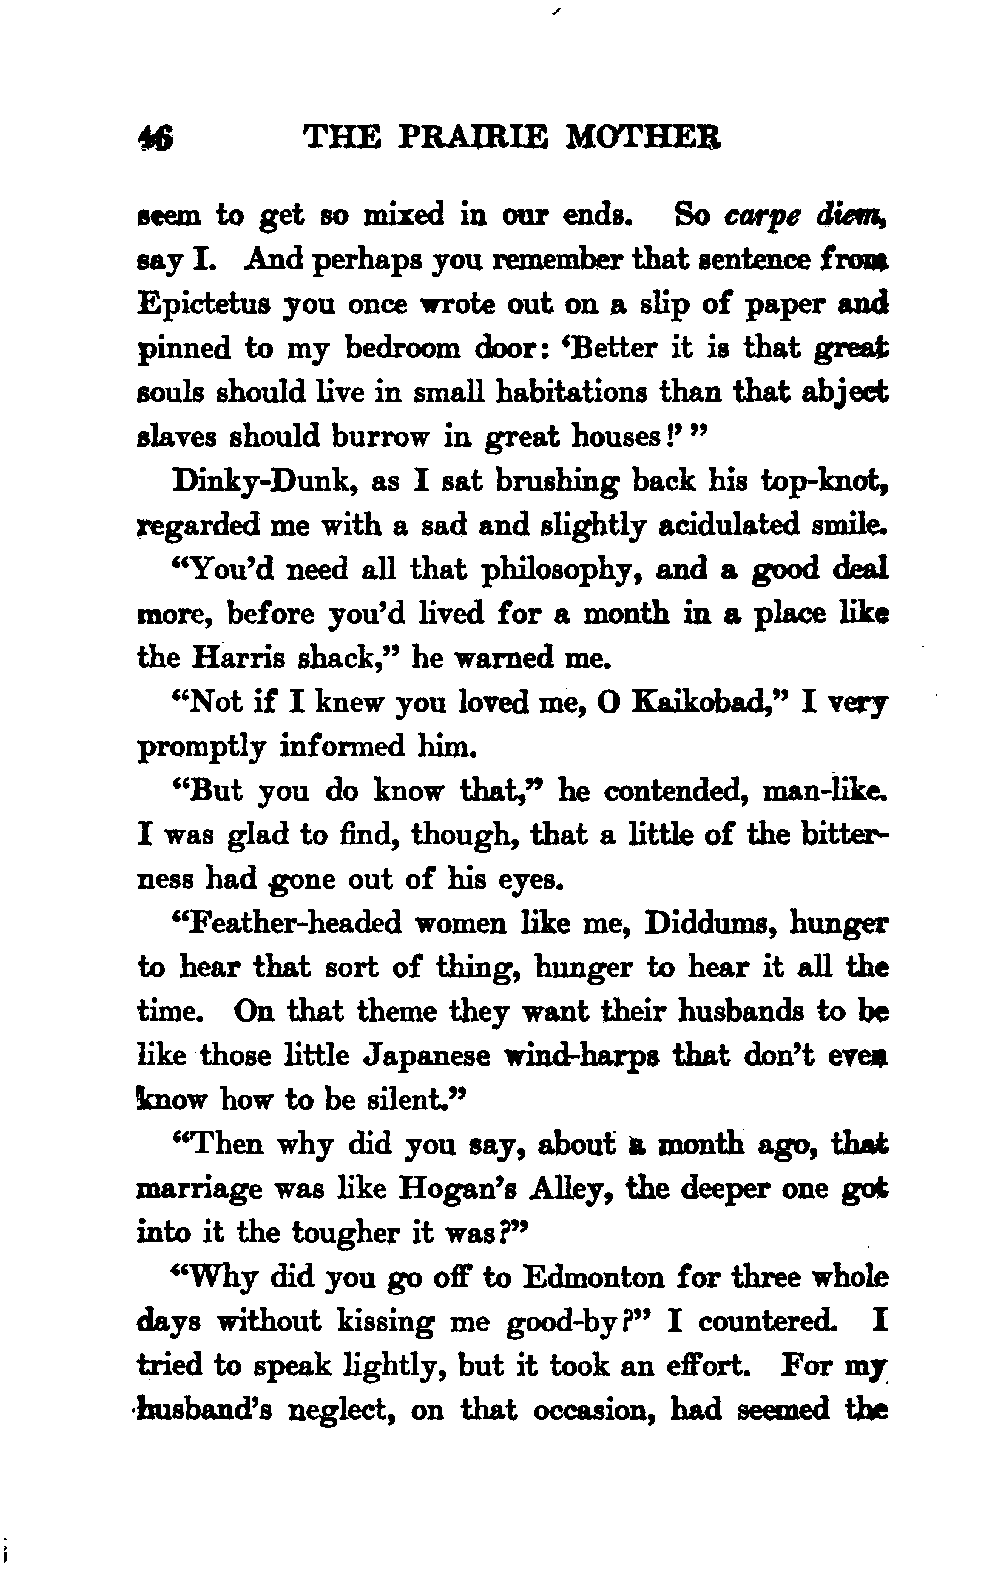 46 THE PRAIRIE MOTHER
seem to get so mixed in our ends. So carpe diem,
say I. And perhaps you remember that sentence from
Epictetus you once wrote out on a slip of paper and
pinned to my bedroom door: ‘Better it is that great
souls should live in small habitations than that abject
slaves should burrow in great houses!’ ”
Dinky-Dunk, as I sat brushing back his top-knot,
regarded me with a sad and slightly acidulated smile.
“You’d need all that philosophy, and a good deal
more, before you’d lived for a month in a place like
the Harris shack,” he warned me.
“Not if I knew you loved me, O Kaikobad,” I very
promptly informed him.
“But you do know that,” he contended, man-like.
I was glad to find, though, that a little of the bitter-
ness had gone out of his eyes.
“Feather-headed women like me, Diddums, hunger
to hear that sort of thing, hunger to hear it all the
time. On that theme they want their husbands to be
like those little Japanese wind-harps that don’t even
know how to be silent.”
“Then why did you say, about a month ago, that
marriage was like Hogan’s Alley, the deeper one got
into it the tougher it was?”
“Why did you go off to Edmonton for three whole
days without kissing me good-by?” I countered. I
tried to speak lightly, but it took an effort. For my
husband’s neglect, on that occasion, had seemed the